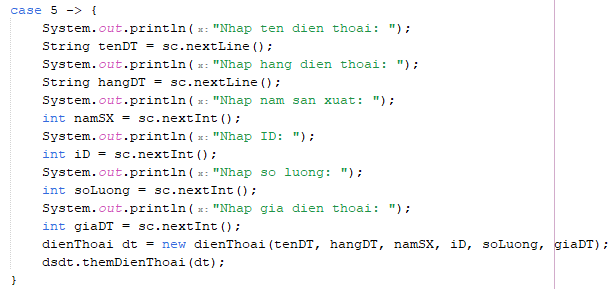 case 5 -> {
    System.out.println(x:"Nhap ten dien thoai: ");
    String tenDT = sc.nextLine();
    System.out.println(x:"Nhap hang dien thoai: ");
    String hangDT = sc.nextLine();
    System.out.println(x:"Nhap nam san xuat: ");
    int namSX = sc.nextInt();
    System.out.println(x:"Nhap ID: ");
    int iD = sc.nextInt();
    System.out.println(x:"Nhap so luong: ");
    int soLuong = sc.nextInt();
    System.out.println(x:"Nhap gia dien thoai: ");
    int giaDT = sc.nextInt();
    dienThoai dt = new dienThoai(tenDT, hangDT, namSX, iD, soLuong, giaDT);
    dsdt.themDienThoai(dt);
}